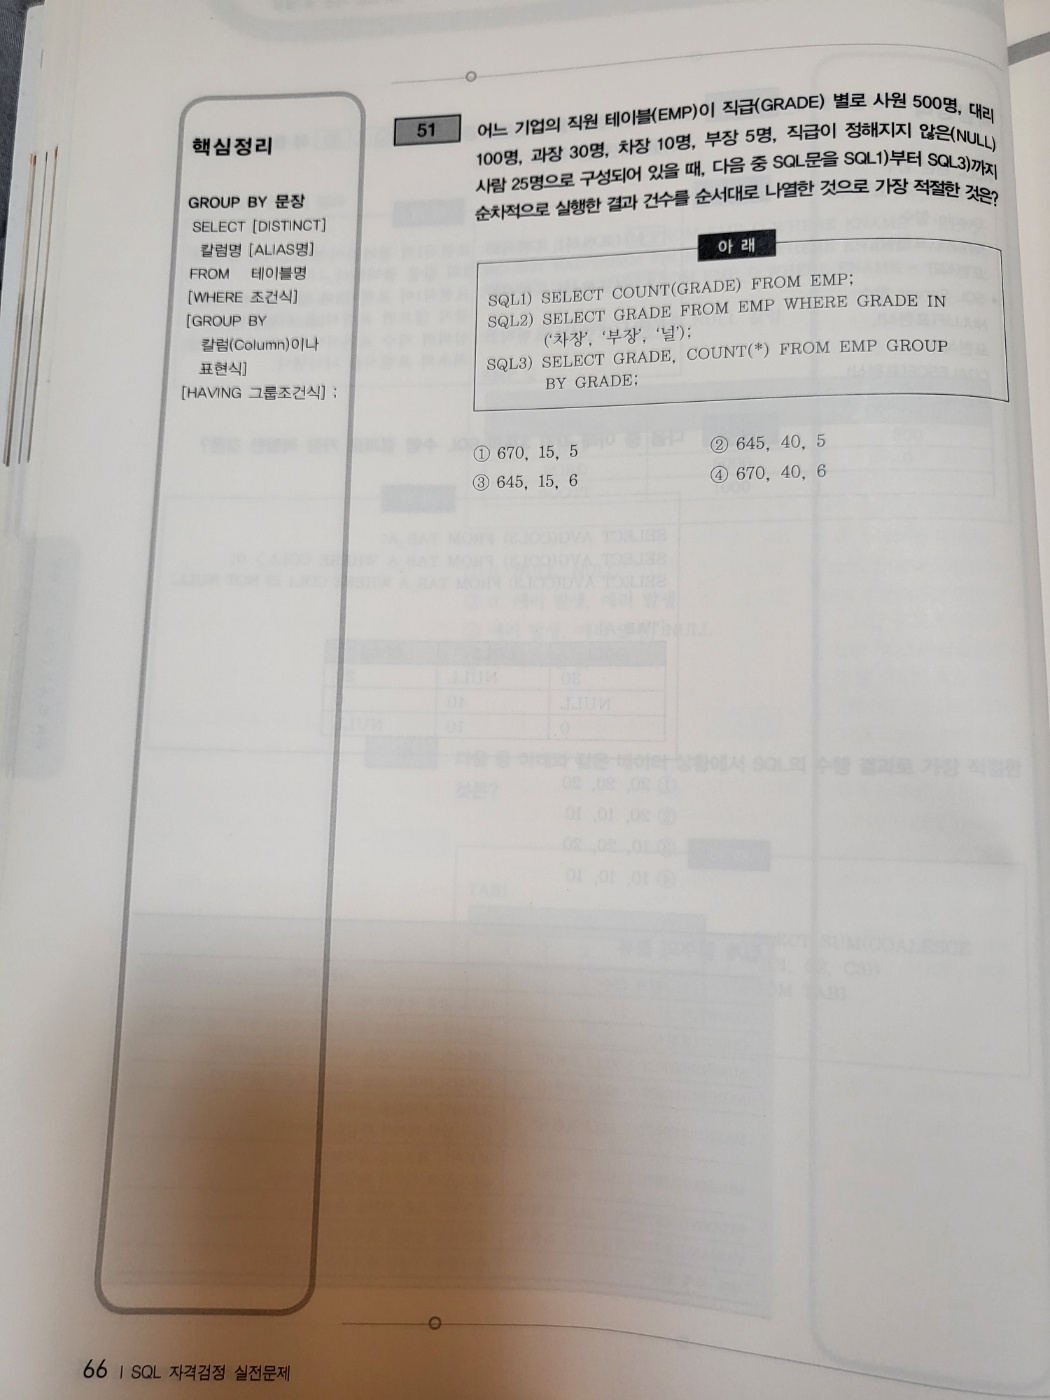 핵심정리
GROUP BY 문장
SELECT [DISTINCT]
칼럼명 [ALIAS명]
FROM 테이블명
[WHERE 조건식]
[GROUP BY
칼럼(Column)이나
표현식]
[HAVING 그룹조건식] ;
51
어느 기업의 직원 테이블(EMP)이 직급(GRADE) 별로 사원 500명, 대리
100명, 과장 30명, 차장 10명, 부장 5명, 직급이 정해지지 않은(NULL)
사람 25명으로 구성되어 있을 때, 다음 중 SQL문을 SQL1)부터 SQL3)까지
순차적으로 실행한 결과 건수를 순서대로 나열한 것으로 가장 적절한 것은?
아 래
SQL1) SELECT COUNT(GRADE) FROM EMP;
SQL2) SELECT GRADE FROM EMP WHERE GRADE IN
('차장', '부장', '널');
SQL3) SELECT GRADE, COUNT(*) FROM EMP GROUP
BY GRADE;
① 670, 15, 5
② 645, 40, 5
③ 645, 15, 6
④ 670, 40, 6
66 | SQL 자격검정 실전문제